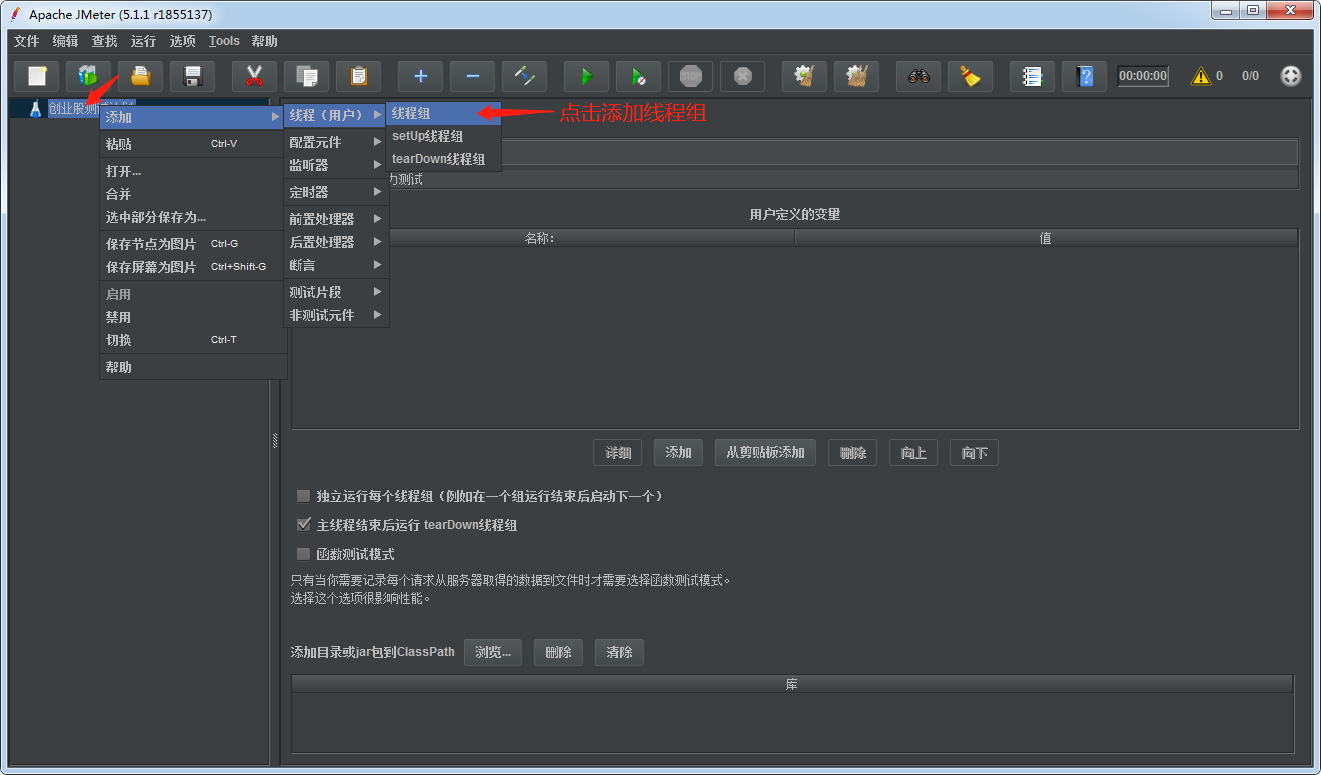 Apache JMeter (5.1.1 r1855137)
文件 编辑 查找 运行 选项 Tools 帮助
STOP STOP 00:00:00 0 0/0
创业股测
添加 线程（用户） 线程组 点击添加线程组
粘贴 Ctrl-V 配置元件 setUp线程组
打开... 监听器 tearDown线程组
合并 定时器 力测试
选中部分保存为... 前置处理器 用户定义的变量
保存节点为图片 Ctrl-G 后置处理器 名称: 值
保存屏幕为图片 Ctrl+Shift-G 断言
启用 测试片段
禁用 非测试元件
切换 Ctrl-T
帮助
详细 添加 从剪贴板添加 删除 向上 向下
独立运行每个线程组（例如在一个组运行结束后启动下一个）
主线程结束后运行 tearDown线程组
函数测试模式
只有当你需要记录每个请求从服务器取得的数据到文件时才需要选择函数测试模式。
选择这个选项很影响性能。
添加目录或jar包到ClassPath 浏览... 删除 清除
库